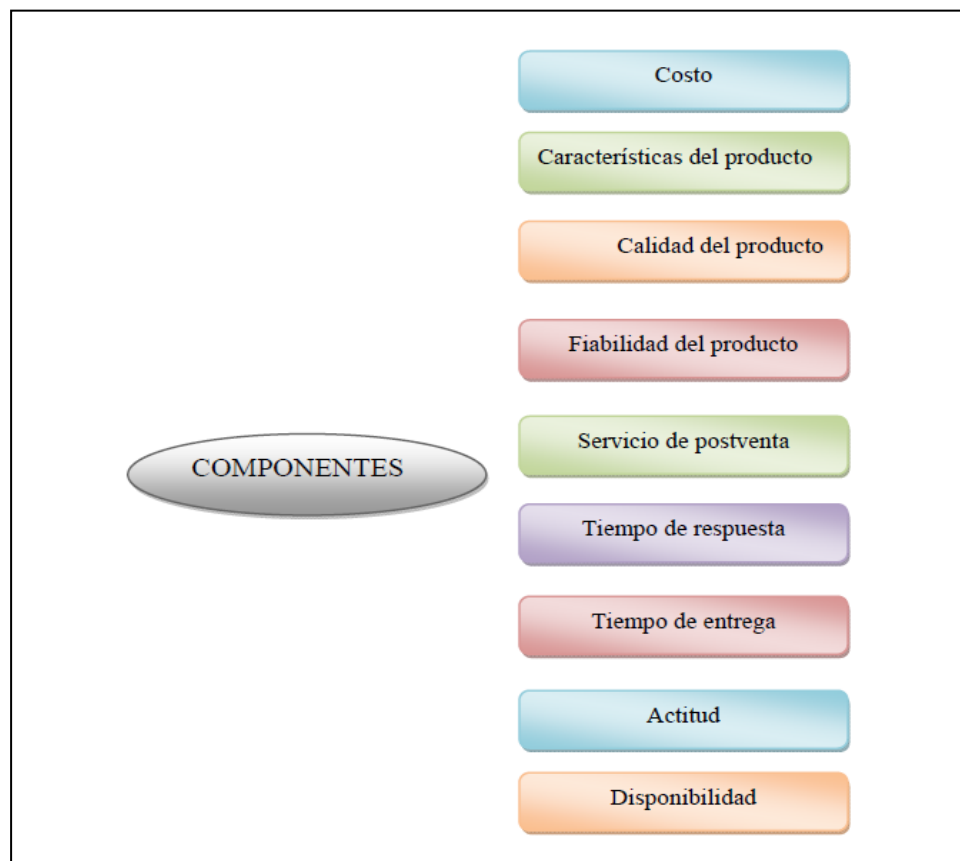 Costo
Características del producto
Calidad del producto
Fiabilidad del producto
Servicio de postventa
COMPONENTES
Tiempo de respuesta
Tiempo de entrega
Actitud
Disponibilidad